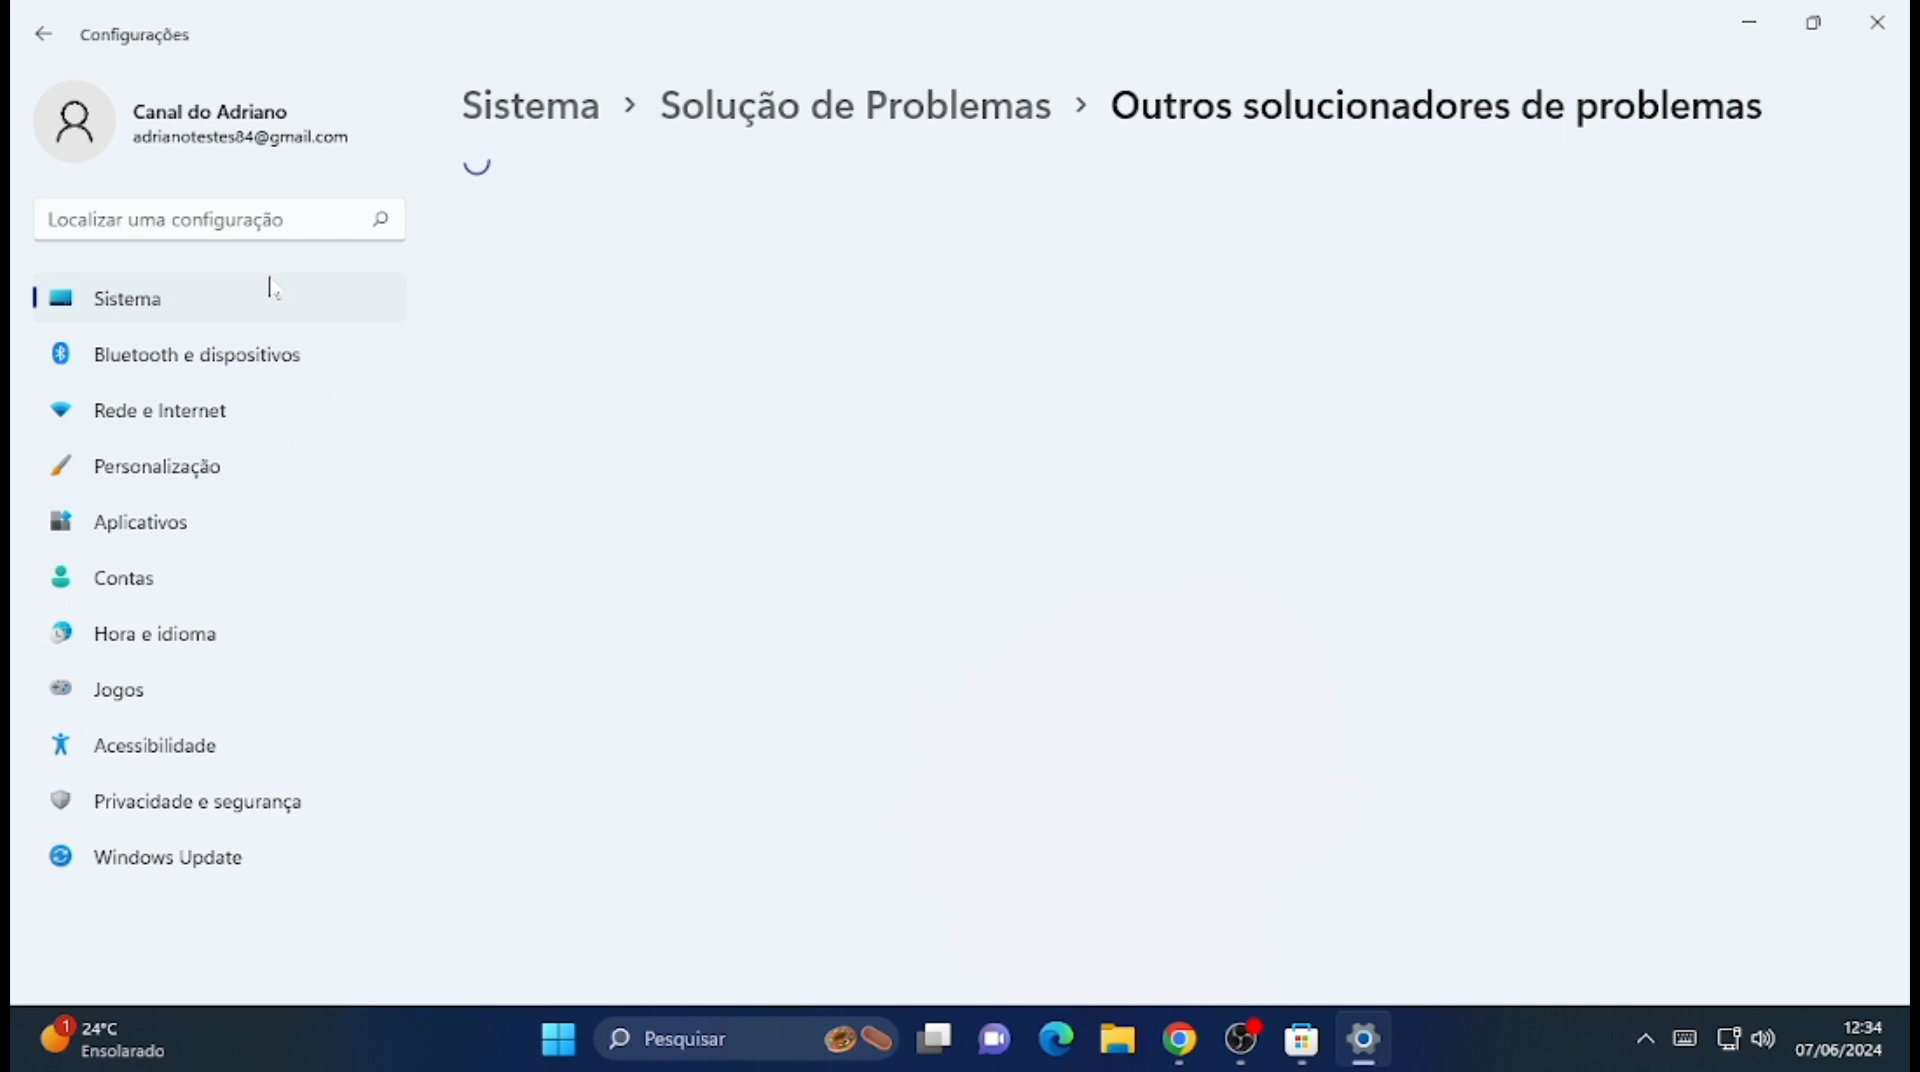 Configurações
Canal do Adriano
adrianotestes84@gmail.com
Sistema > Solução de Problemas > Outros solucionadores de problemas
Localizar uma configuração
Sistema
Bluetooth e dispositivos
Rede e Internet
Personalização
Aplicativos
Contas
Hora e idioma
Jogos
Acessibilidade
Privacidade e segurança
Windows Update
1
24°C
Ensolarado
Pesquisar
12:34
07/06/2024